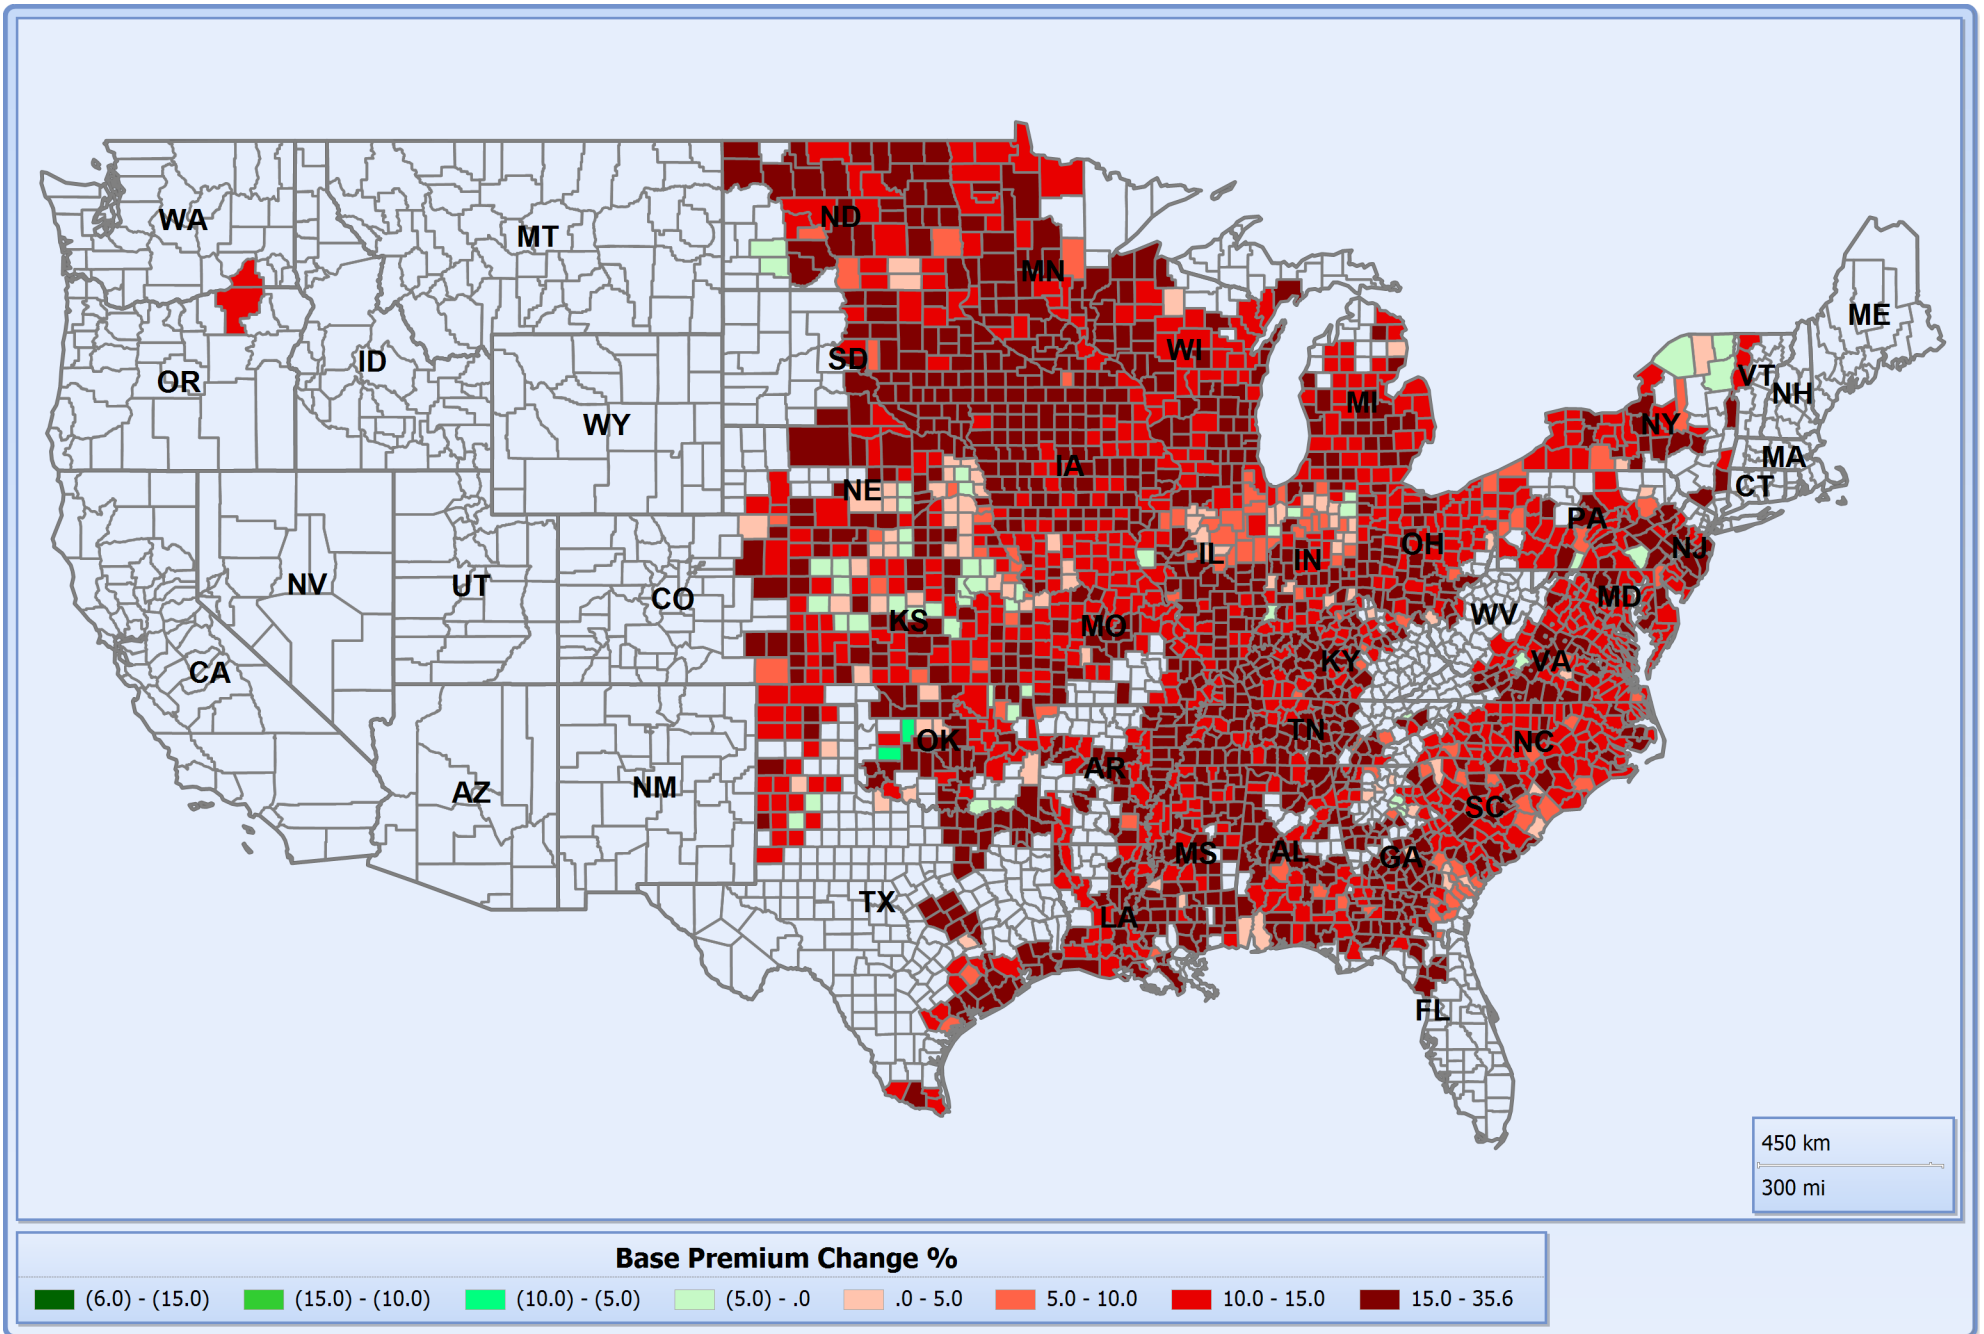 WA
MT
ND
MN
ME
OR
ID
SD
WI
VT
NH
WY
MI
NY
MA
IA
CT
NE
PA
NV
UT
CO
IL
IN
OH
NJ
KS
MO
WV
MD
CA
KY
VA
AZ
NM
OK
AR
TN
NC
SC
TX
LA
MS
AL
GA
FL
450 km
300 mi
Base Premium Change %
(6.0) - (15.0) (15.0) - (10.0) (10.0) - (5.0) (5.0) - .0 .0 - 5.0 5.0 - 10.0 10.0 - 15.0 15.0 - 35.6